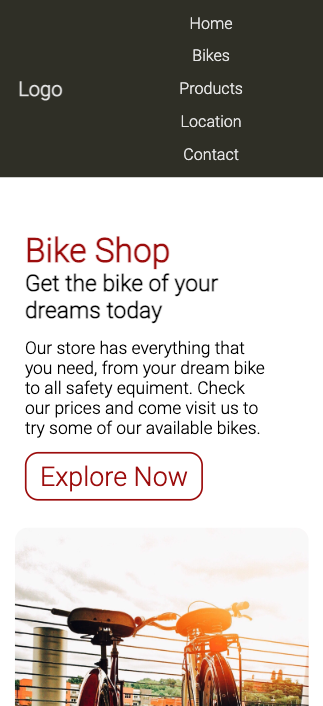 Home
Bikes
Logo
Products
Location
Contact
Bike Shop
Get the bike of your
dreams today
Our store has everything that
you need, from your dream bike
to all safety equiment. Check
our prices and come visit us to
try some of our available bikes.
Explore Now